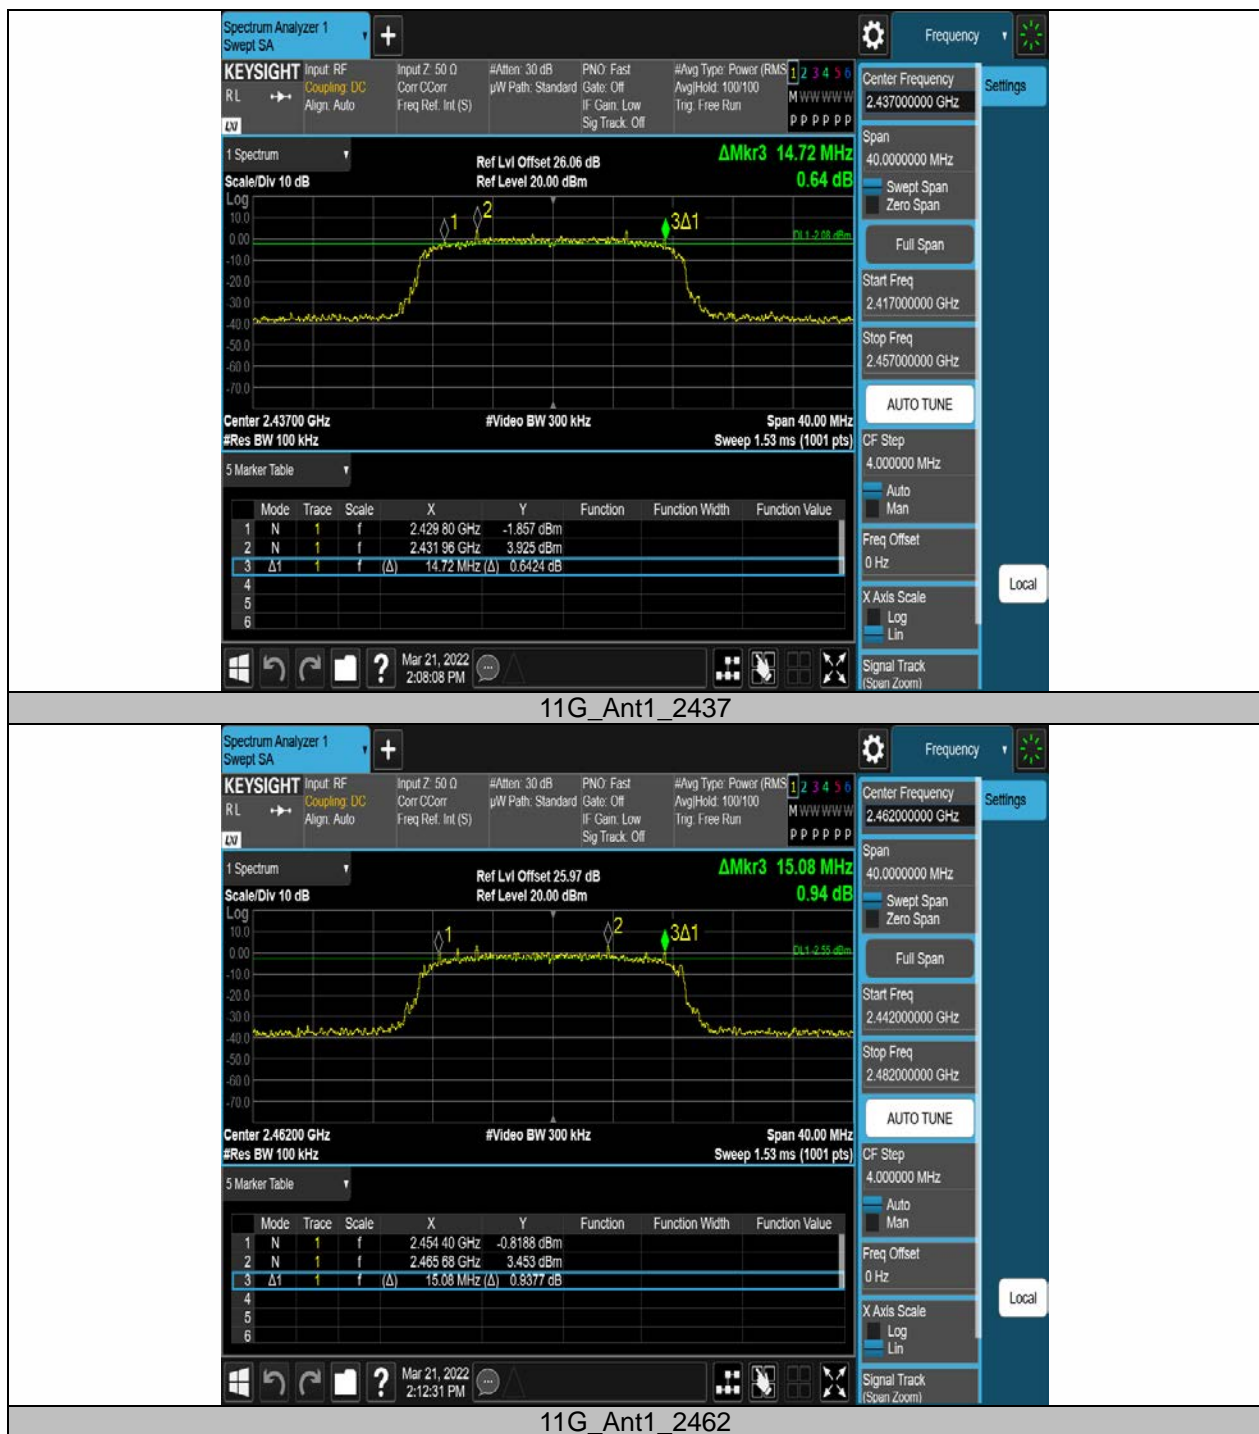 Spectrum Analyzer 1
Swept SA
+
Frequency
KEYSIGHT
RL
LXI
Input: RF
Coupling: DC
Align: Auto
Input Z: 50 Ω
Corr CCorr
Freq Ref: Int (S)
#Atten: 30 dB
µW Path: Standard
PNO: Fast
Gate: Off
IF Gain: Low
Sig Track: Off
#Avg Type: Power (RMS
Avg|Hold: 100/100
Trig: Free Run
1 2 3 4 5 6
M W W W W W
P P P P P P
Center Frequency
2.437000000 GHz
Settings
Span
40.0000000 MHz
Swept Span
Zero Span
Full Span
Start Freq
2.417000000 GHz
Stop Freq
2.457000000 GHz
AUTO TUNE
CF Step
4.000000 MHz
Auto
Man
Freq Offset
0 Hz
X Axis Scale
Log
Lin
Signal Track
(Span Zoom)
Local
1 Spectrum
Scale/Div 10 dB
Ref Lvl Offset 26.06 dB
Ref Level 20.00 dBm
ΔMkr3 14.72 MHz
0.64 dB
Log
10.0
0.00
-10.0
-20.0
-30.0
-40.0
-50.0
-60.0
-70.0
1
2
3Δ1
DL1 -2.08 dBm
Center 2.43700 GHz
#Video BW 300 kHz
Span 40.00 MHz
#Res BW 100 kHz
Sweep 1.53 ms (1001 pts)
5 Marker Table
Mode Trace Scale X Y Function Function Width Function Value
1 N 1 f 2.429 80 GHz -1.857 dBm
2 N 1 f 2.431 96 GHz 3.925 dBm
3 Δ1 1 f (Δ) 14.72 MHz (Δ) 0.6424 dB
4
5
6
?
Mar 21, 2022
2:08:08 PM
11G_Ant1_2437
Spectrum Analyzer 1
Swept SA
+
Frequency
KEYSIGHT
RL
LXI
Input: RF
Coupling: DC
Align: Auto
Input Z: 50 Ω
Corr CCorr
Freq Ref: Int (S)
#Atten: 30 dB
µW Path: Standard
PNO: Fast
Gate: Off
IF Gain: Low
Sig Track: Off
#Avg Type: Power (RMS
Avg|Hold: 100/100
Trig: Free Run
1 2 3 4 5 6
M W W W W W
P P P P P P
Center Frequency
2.462000000 GHz
Settings
Span
40.0000000 MHz
Swept Span
Zero Span
Full Span
Start Freq
2.442000000 GHz
Stop Freq
2.482000000 GHz
AUTO TUNE
CF Step
4.000000 MHz
Auto
Man
Freq Offset
0 Hz
X Axis Scale
Log
Lin
Signal Track
(Span Zoom)
Local
1 Spectrum
Scale/Div 10 dB
Ref Lvl Offset 25.97 dB
Ref Level 20.00 dBm
ΔMkr3 15.08 MHz
0.94 dB
Log
10.0
0.00
-10.0
-20.0
-30.0
-40.0
-50.0
-60.0
-70.0
1
2
3Δ1
DL1 -2.55 dBm
Center 2.46200 GHz
#Video BW 300 kHz
Span 40.00 MHz
#Res BW 100 kHz
Sweep 1.53 ms (1001 pts)
5 Marker Table
Mode Trace Scale X Y Function Function Width Function Value
1 N 1 f 2.454 40 GHz -0.8188 dBm
2 N 1 f 2.465 68 GHz 3.453 dBm
3 Δ1 1 f (Δ) 15.08 MHz (Δ) 0.9377 dB
4
5
6
?
Mar 21, 2022
2:12:31 PM
11G_Ant1_2462